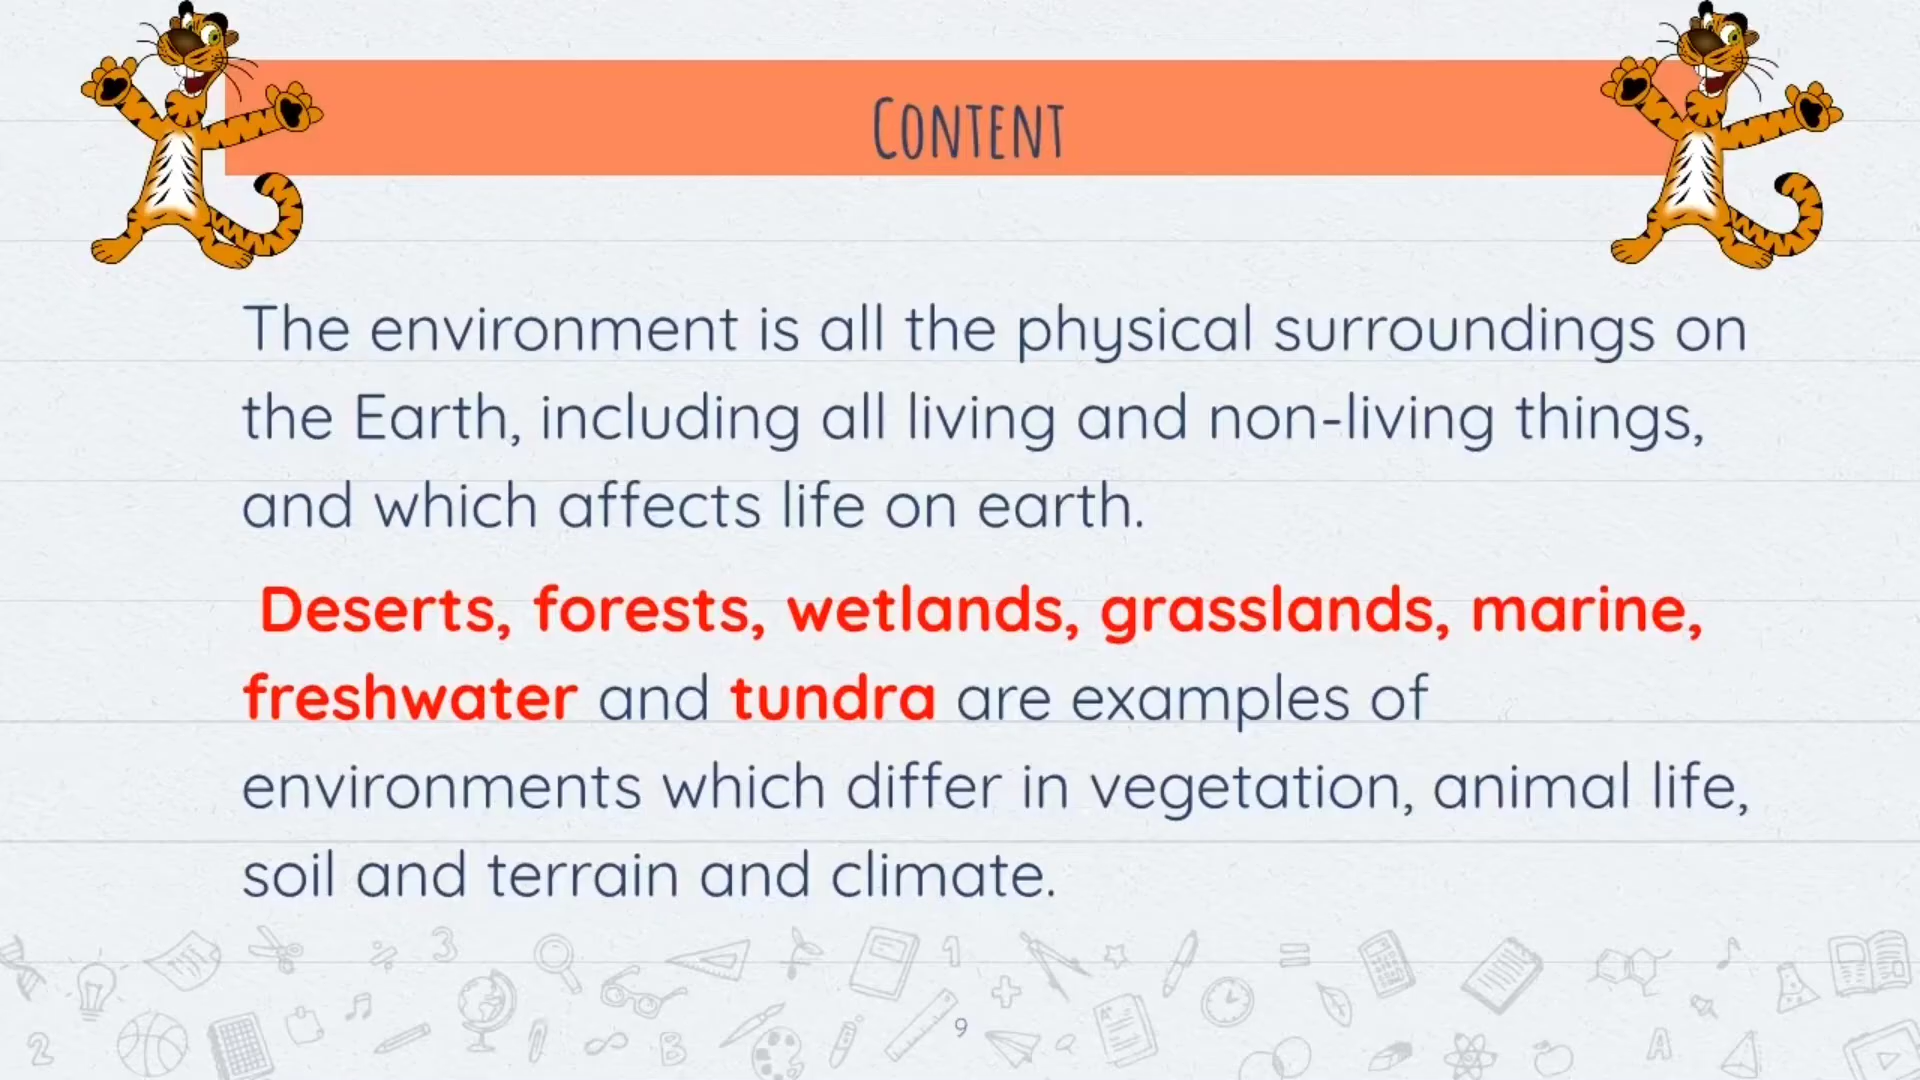 Content
The environment is all the physical surroundings on
the Earth, including all living and non-living things,
and which affects life on earth.
Deserts, forests, wetlands, grasslands, marine,
freshwater and tundra are examples of
environments which differ in vegetation, animal life,
soil and terrain and climate.
9